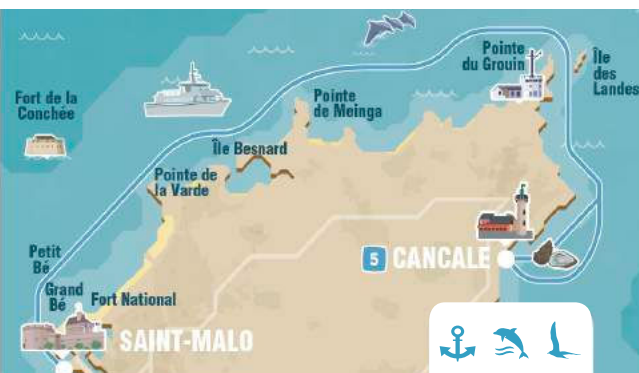 Pointe
du Grouin
Île
des
Landes
Fort de la
Conchée
Pointe
de Meinga
Île Besnard
Pointe de
la Varde
Petit
Bé
5 CANCALE
Grand
Bé
Fort National
SAINT-MALO